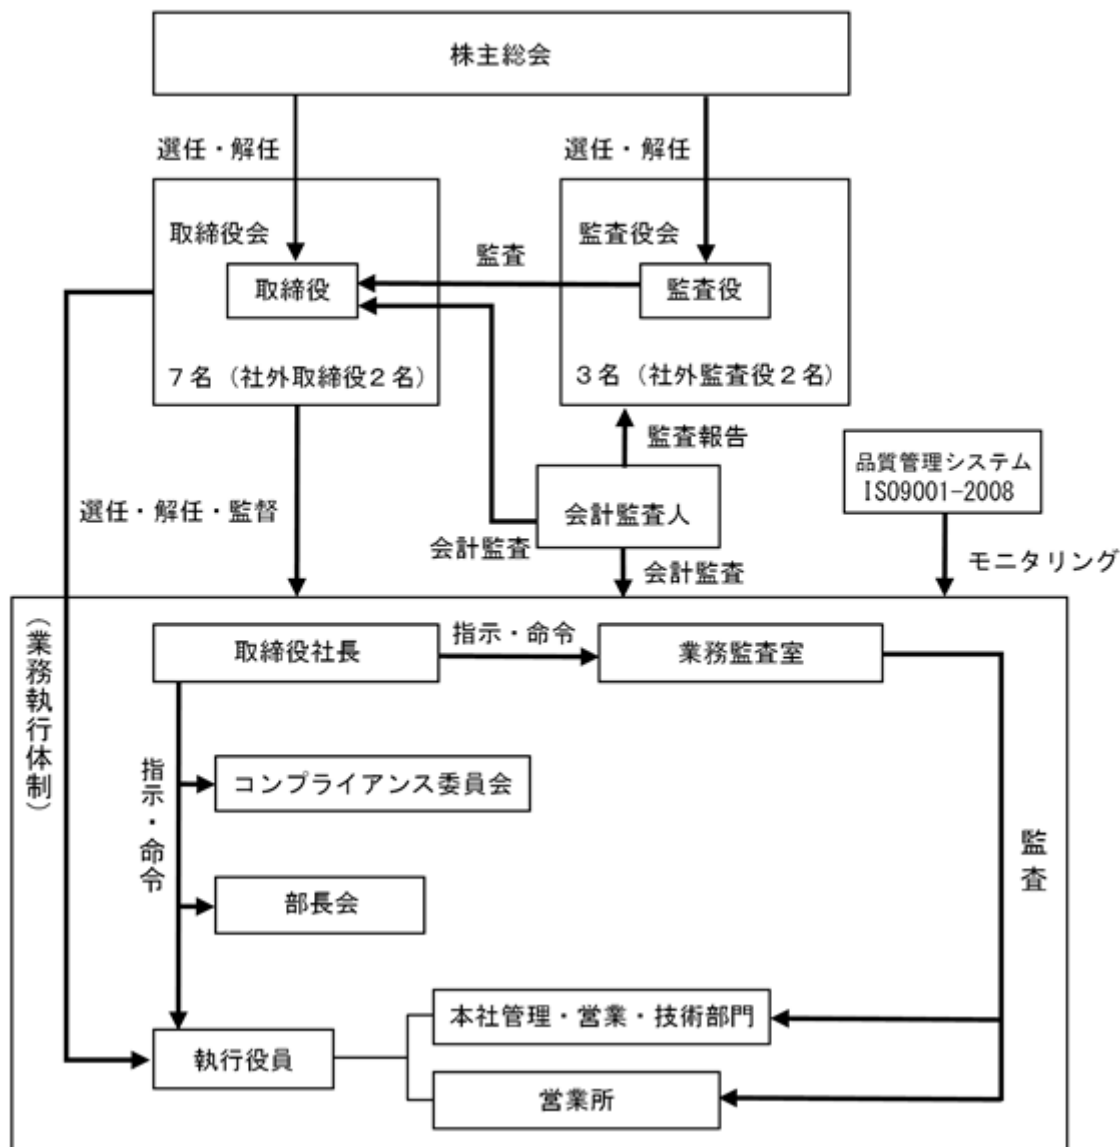 株主総会
選任・解任
選任・解任
取締役会
監査役会
監査
取締役
監査役
7名（社外取締役2名）
3名（社外監査役2名）
監査報告
品質管理システム
ISO9001-2008
会計監査人
選任・解任・監督
会計監査
会計監査
モニタリング
（業務執行体制）
取締役社長
指示・命令
業務監査室
指示・命令
コンプライアンス委員会
監査
部長会
本社管理・営業・技術部門
執行役員
営業所